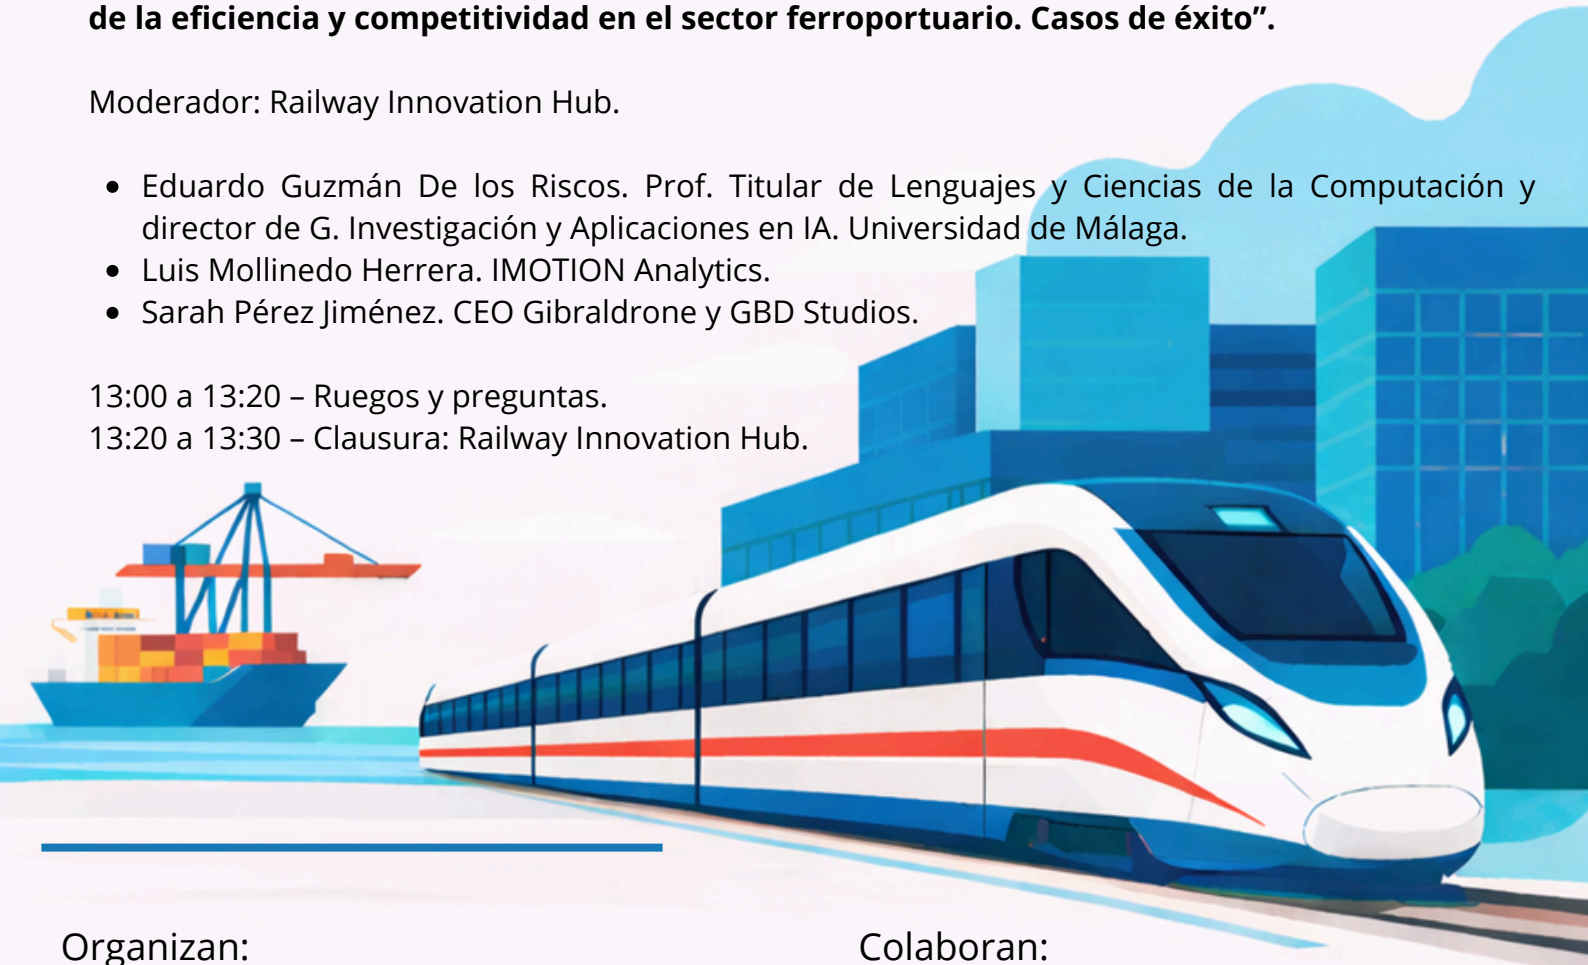 de la eficiencia y competitividad en el sector ferroportuario. Casos de éxito”.
Moderador: Railway Innovation Hub.
• Eduardo Guzmán De los Riscos. Prof. Titular de Lenguajes y Ciencias de la Computación y
director de G. Investigación y Aplicaciones en IA. Universidad de Málaga.
• Luis Mollinedo Herrera. IMOTION Analytics.
• Sarah Pérez Jiménez. CEO Gibraldrone y GBD Studios.
13:00 a 13:20 – Ruegos y preguntas.
13:20 a 13:30 – Clausura: Railway Innovation Hub.
Organizan:
Colaboran: